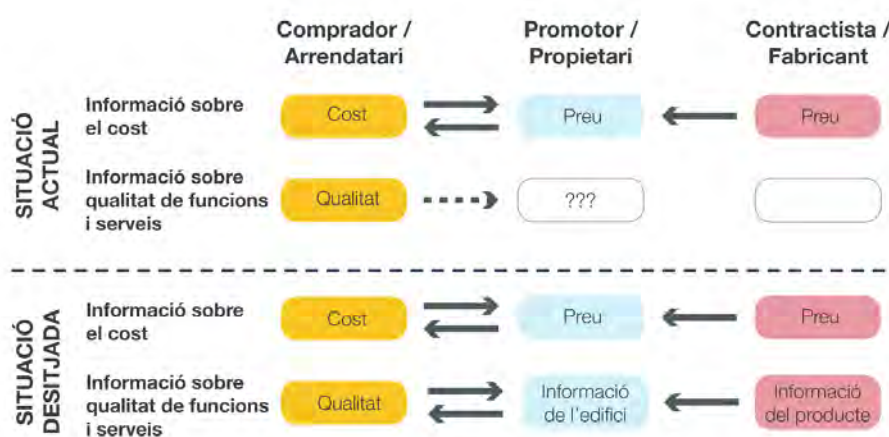 Comprador /
Arrendatari
Promotor /
Propietari
Contractista /
Fabricant
SITUACIÓ
ACTUAL
Informació sobre
el cost
Cost
Preu
Preu
Informació sobre
qualitat de funcions
i serveis
Qualitat
???
SITUACIÓ
DESITJADA
Informació sobre
el cost
Cost
Preu
Preu
Informació sobre
qualitat de funcions
i serveis
Qualitat
Informació
de l'edifici
Informació
del producte